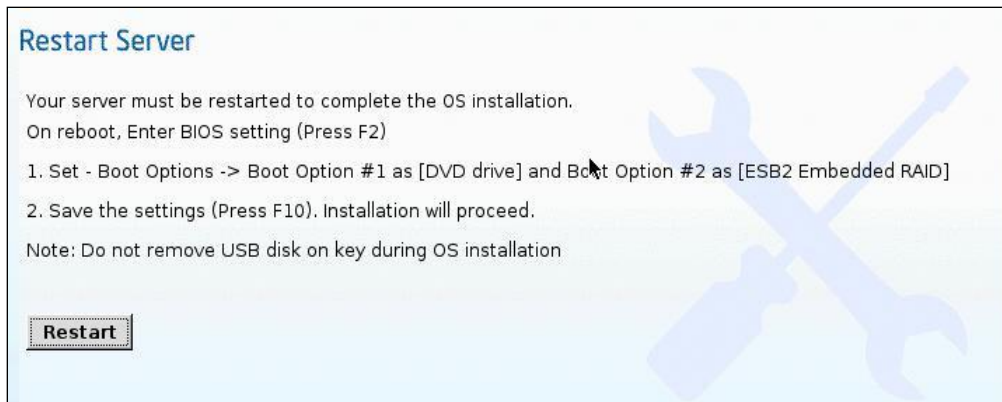 Restart Server
Your server must be restarted to complete the OS installation.
On reboot, Enter BIOS setting (Press F2)
1. Set - Boot Options -> Boot Option #1 as [DVD drive] and Boot Option #2 as [ESB2 Embedded RAID]
2. Save the settings (Press F10). Installation will proceed.
Note: Do not remove USB disk on key during OS installation
Restart